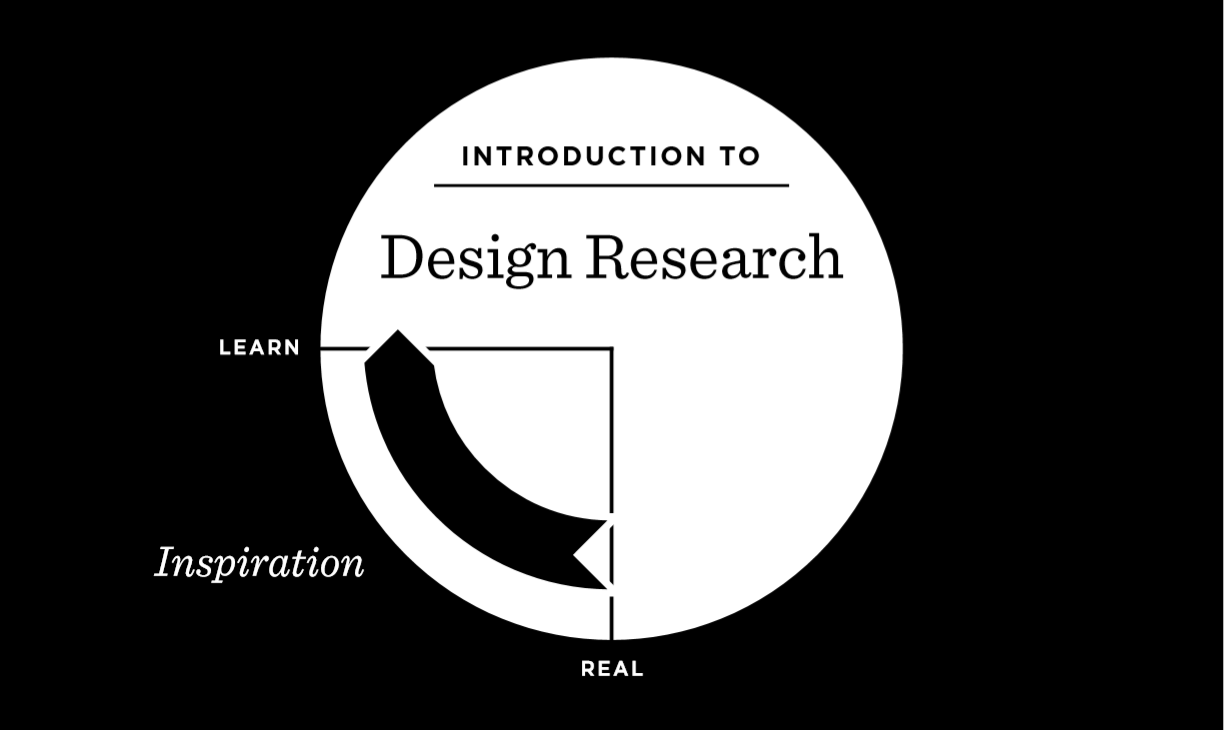 INTRODUCTION TO
Design Research
LEARN
Inspiration
REAL